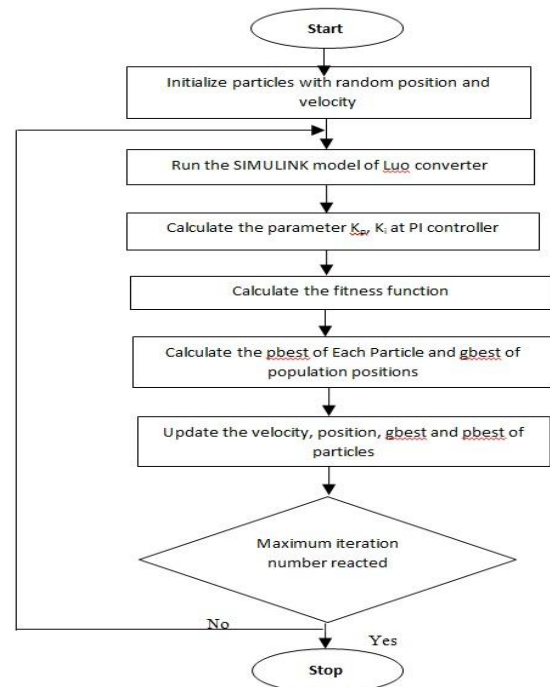 Start
Initialize particles with random position and
velocity
Run the SIMULINK model of Luo converter
Calculate the parameter Kp, Ki at PI controller
Calculate the fitness function
Calculate the pbest of Each Particle and gbest of
population positions
Update the velocity, position, gbest and pbest of
particles
Maximum iteration
number reacted
No
Yes
Stop